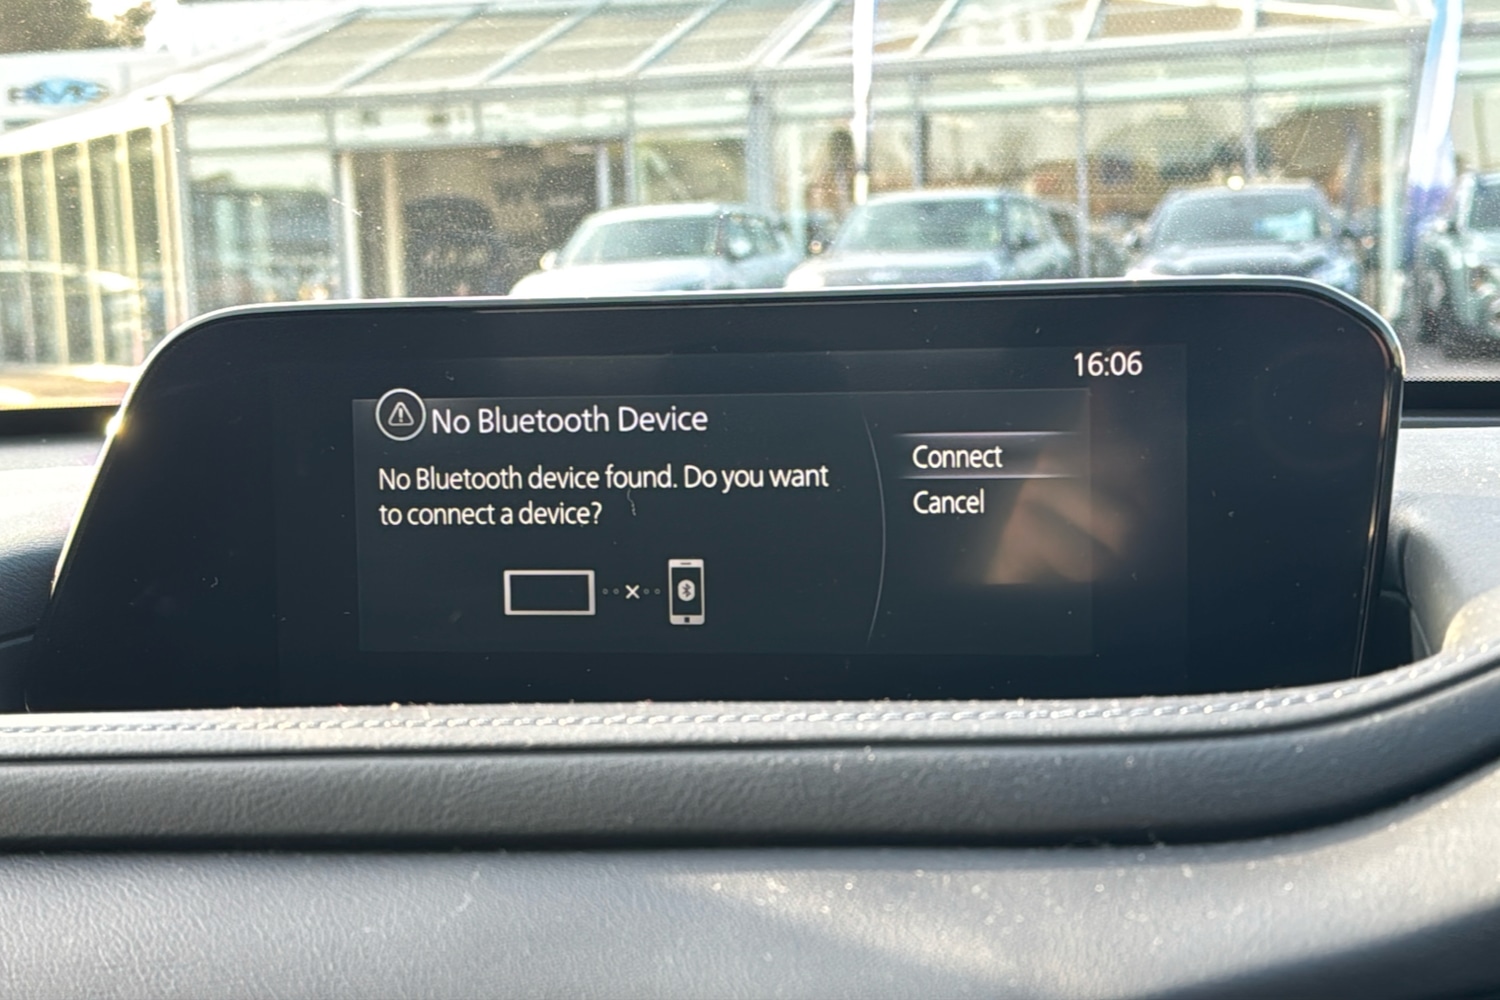 16:06
No Bluetooth Device
No Bluetooth device found. Do you want
to connect a device?
Connect
Cancel